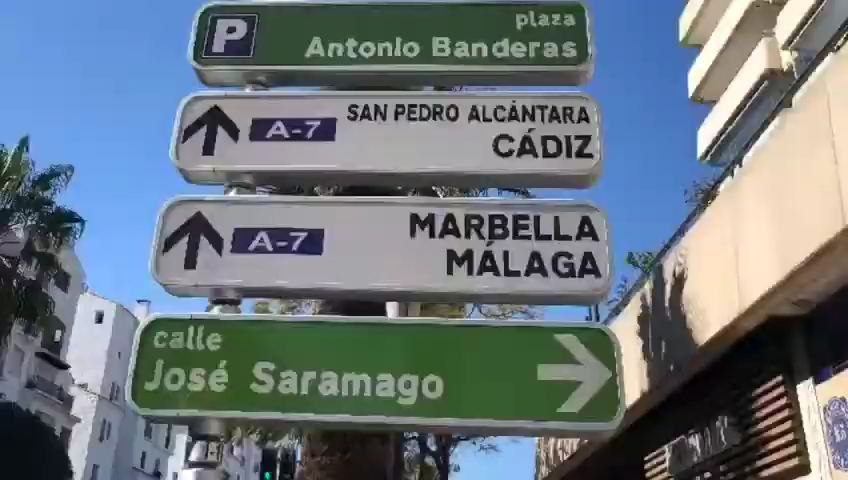 P
plaza
Antonio Banderas
A-7
SAN PEDRO ALCÁNTARA
CÁDIZ
A-7
MARBELLA
MÁLAGA
calle
José Saramago